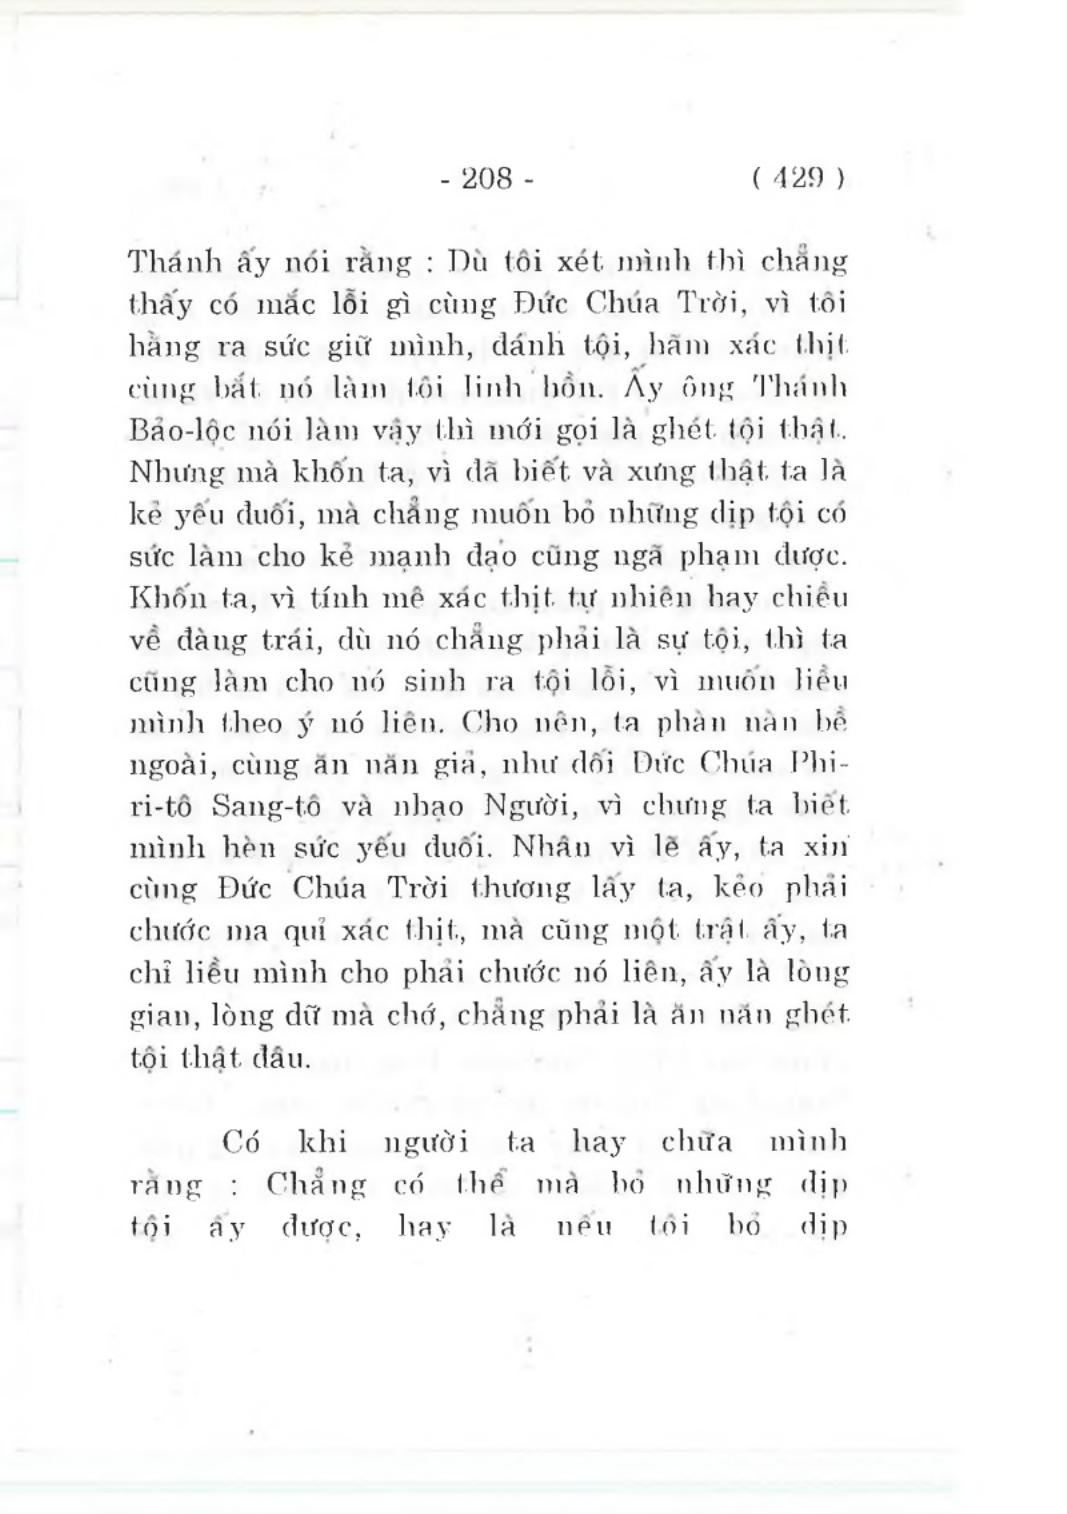 - 208 - ( 429 )
Thánh ấy nói rằng : Dù tôi xét mình thì chẳng
thấy có mắc lỗi gì cùng Đức Chúa Trời, vì tôi
hằng ra sức giữ mình, đánh tội, hãm xác thịt
cùng bắt nó làm tôi linh hồn. Ấy ông Thánh
Bảo-lộc nói làm vậy thì mới gọi là ghét tội thật.
Nhưng mà khốn ta, vì đã biết và xưng thật ta là
kẻ yếu đuối, mà chẳng muốn bỏ những dịp tội có
sức làm cho kẻ mạnh đạo cũng ngã phạm được.
Khốn ta, vì tính mê xác thịt tự nhiên hay chiều
về đàng trái, dù nó chẳng phải là sự tội, thì ta
cũng làm cho nó sinh ra tội lỗi, vì muốn liều
mình theo ý nó liên. Cho nên, ta phàn nàn bề
ngoài, cùng ăn năn giả, như dối Đức Chúa Phi-
ri-tô Sang-tô và nhạo Người, vì chưng ta biết
mình hèn sức yếu đuối. Nhân vì lẽ ấy, ta xin
cùng Đức Chúa Trời thương lấy ta, kẻo phải
chước ma quỉ xác thịt, mà cũng một trật ấy, ta
chỉ liều mình cho phải chước nó liên, ấy là lòng
gian, lòng dữ mà chớ, chẳng phải là ăn năn ghét
tội thật đâu.
Có khi người ta hay chữa mình
rằng : Chẳng có thể mà bỏ những dịp
tội ấy được, hay là nếu tôi bỏ dịp